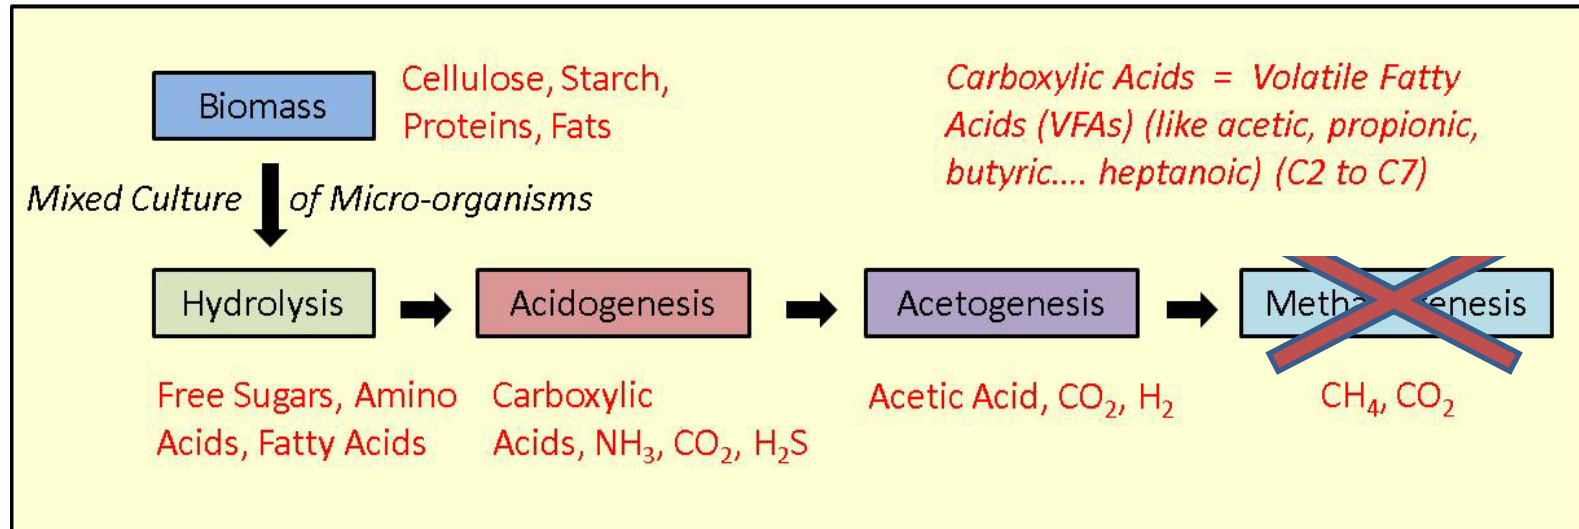 Biomass
Cellulose, Starch,
Proteins, Fats
Carboxylic Acids = Volatile Fatty
Acids (VFAs) (like acetic, propionic,
butyric.... heptanoic) (C2 to C7)
Mixed Culture of Micro-organisms
Hydrolysis
Acidogenesis
Acetogenesis
Methanogenesis
Free Sugars, Amino
Acids, Fatty Acids
Carboxylic
Acids, NH₃, CO₂, H₂S
Acetic Acid, CO₂, H₂
CH₄, CO₂